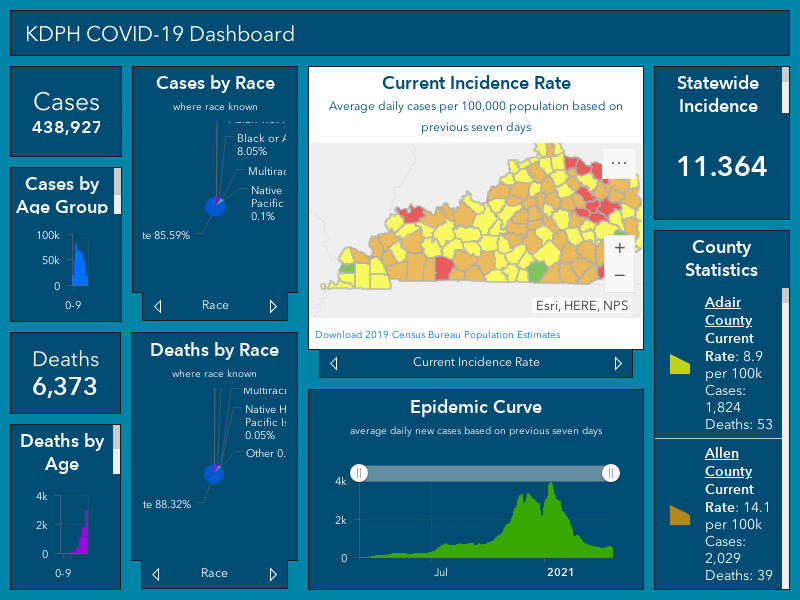 KDPH COVID-19 Dashboard
Cases
438,927
Cases by
Age Group
100k
50k
0
0-9
Deaths
6,373
Deaths by
Age
4k
2k
0
0-9
Cases by Race
where race known
Black or A
8.05%
Multirac
Native
Pacific
0.1%
te 85.59%
Race
Deaths by Race
where race known
Multirac
Native H
Pacific Is
0.05%
Other 0.
te 88.32%
Race
Current Incidence Rate
Average daily cases per 100,000 population based on
previous seven days
...
+
−
Esri, HERE, NPS
Download 2019 Census Bureau Population Estimates
Current Incidence Rate
Epidemic Curve
average daily new cases based on previous seven days
4k
2k
0
Jul
2021
Statewide
Incidence
11.364
County
Statistics
Adair
County
Current
Rate: 8.9
per 100k
Cases:
1,824
Deaths: 53
Allen
County
Current
Rate: 14.1
per 100k
Cases:
2,029
Deaths: 39